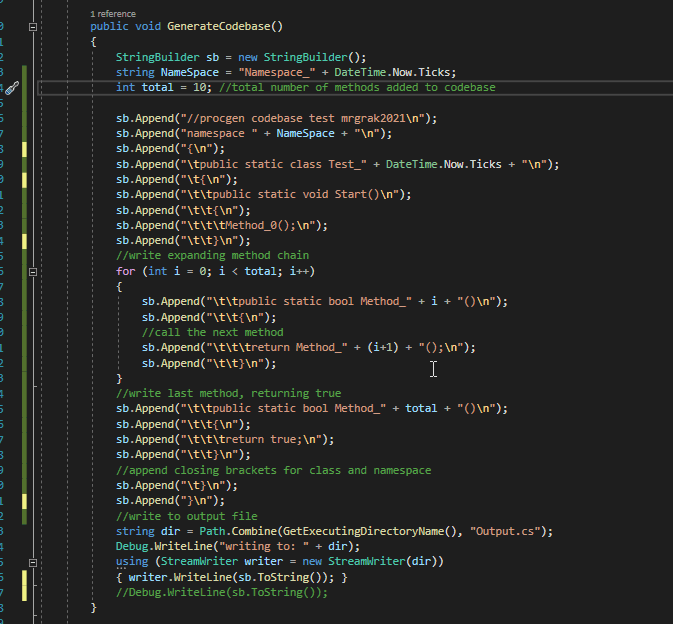 1 reference
public void GenerateCodebase()
{
StringBuilder sb = new StringBuilder();
string NameSpace = "Namespace_" + DateTime.Now.Ticks;
int total = 10; //total number of methods added to codebase
sb.Append("//procgen codebase test mrgrak2021\n");
sb.Append("namespace " + NameSpace + "\n");
sb.Append("{\n");
sb.Append("\tpublic static class Test_" + DateTime.Now.Ticks + "\n");
sb.Append("\t{\n");
sb.Append("\t\tpublic static void Start()\n");
sb.Append("\t\t{\n");
sb.Append("\t\t\tMethod_0();\n");
sb.Append("\t\t}\n");
//write expanding method chain
for (int i = 0; i < total; i++)
{
sb.Append("\t\tpublic static bool Method_" + i + "()\n");
sb.Append("\t\t{\n");
//call the next method
sb.Append("\t\t\treturn Method_" + (i+1) + "();\n");
sb.Append("\t\t}\n");
}
//write last method, returning true
sb.Append("\t\tpublic static bool Method_" + total + "()\n");
sb.Append("\t\t{\n");
sb.Append("\t\t\treturn true;\n");
sb.Append("\t\t}\n");
//append closing brackets for class and namespace
sb.Append("\t}\n");
sb.Append("}\n");
//write to output file
string dir = Path.Combine(GetExecutingDirectoryName(), "Output.cs");
Debug.WriteLine("writing to: " + dir);
using (StreamWriter writer = new StreamWriter(dir))
{ writer.WriteLine(sb.ToString()); }
//Debug.WriteLine(sb.ToString());
}